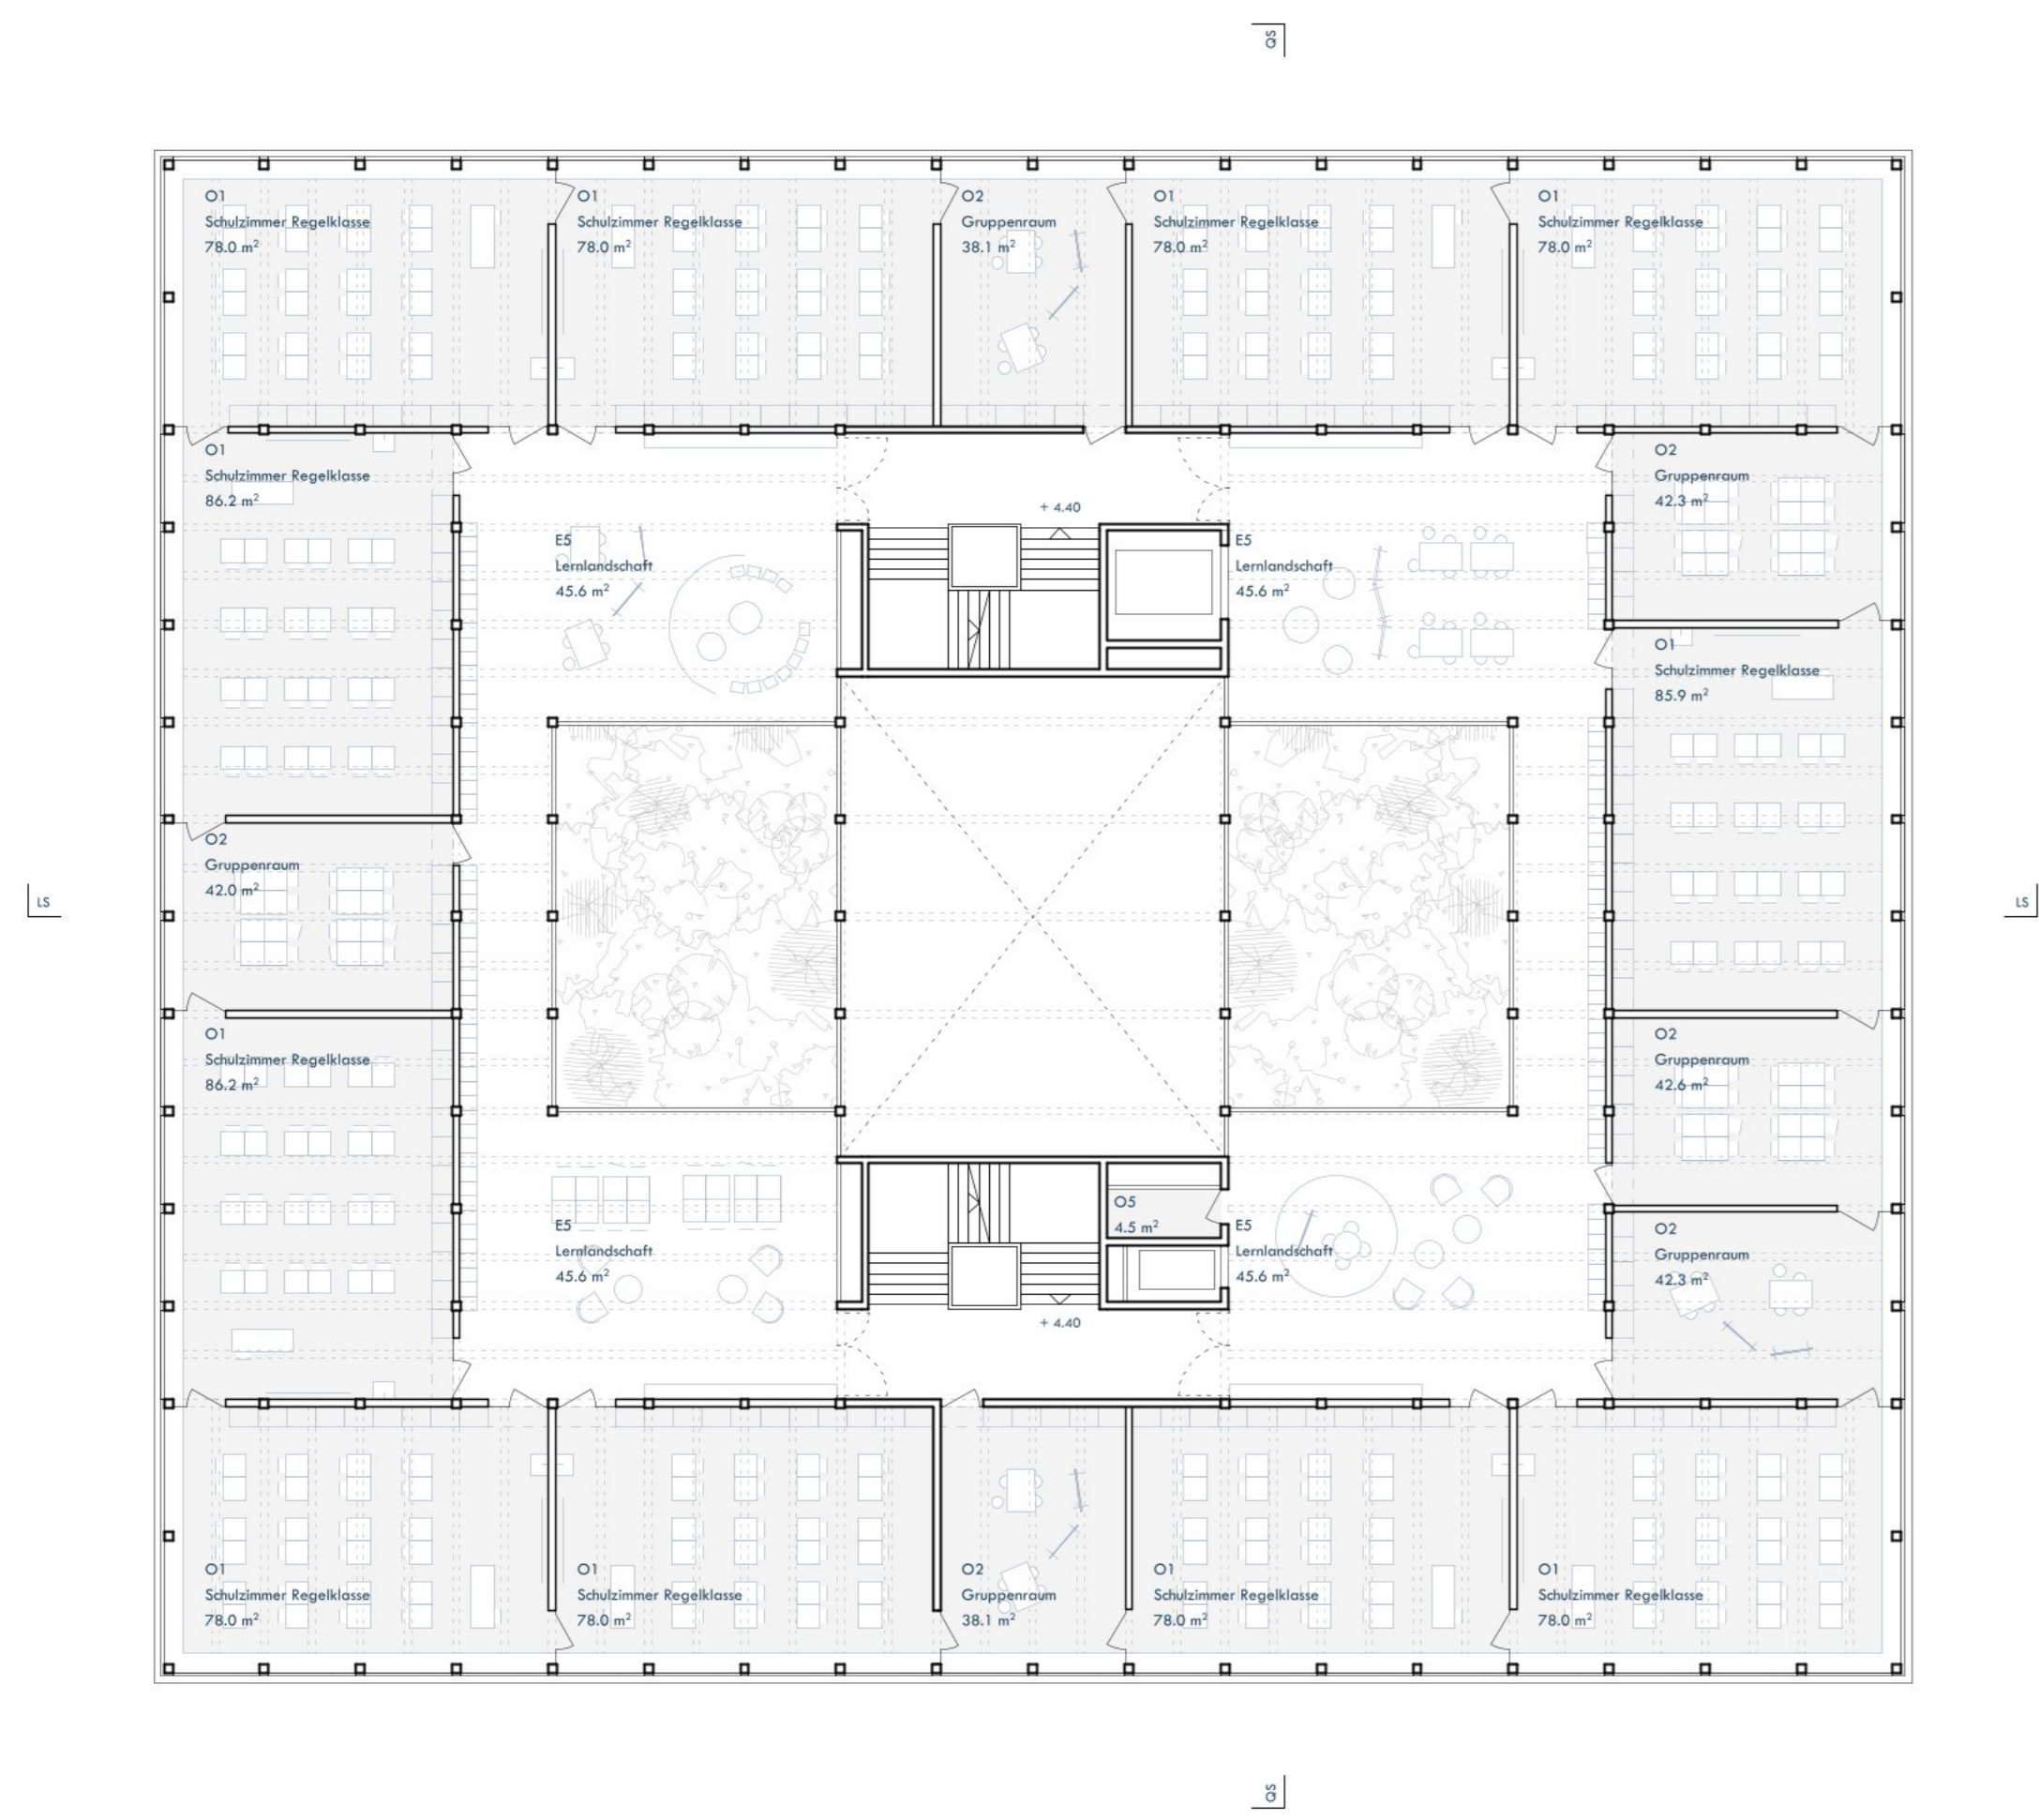 QS
O1
Schulzimmer Regelklasse
78.0 m²
O1
Schulzimmer Regelklasse
78.0 m²
O2
Gruppenraum
38.1 m²
O1
Schulzimmer Regelklasse
78.0 m²
O1
Schulzimmer Regelklasse
78.0 m²
O1
Schulzimmer Regelklasse
86.2 m²
O2
Gruppenraum
42.3 m²
+ 4.40
E5
Lernlandschaft
45.6 m²
E5
Lernlandschaft
45.6 m²
O1
Schulzimmer Regelklasse
85.9 m²
O2
Gruppenraum
42.0 m²
LS
LS
O1
Schulzimmer Regelklasse
86.2 m²
O2
Gruppenraum
42.6 m²
O5
4.5 m²
E5
Lernlandschaft
45.6 m²
E5
Lernlandschaft
45.6 m²
O2
Gruppenraum
42.3 m²
+ 4.40
O1
Schulzimmer Regelklasse
78.0 m²
O1
Schulzimmer Regelklasse
78.0 m²
O2
Gruppenraum
38.1 m²
O1
Schulzimmer Regelklasse
78.0 m²
O1
Schulzimmer Regelklasse
78.0 m²
QS